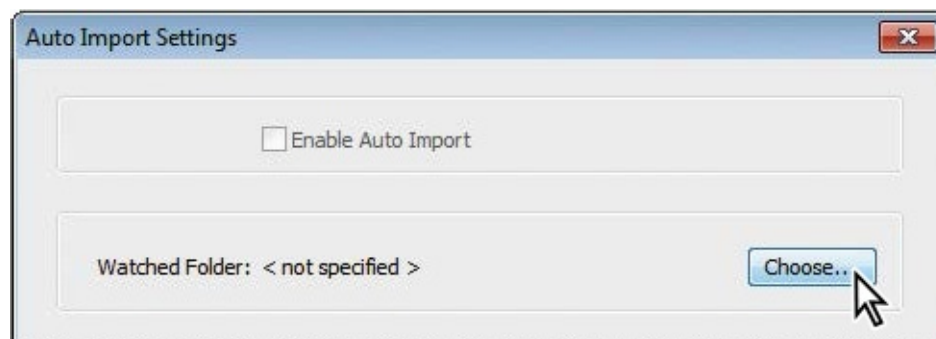 Auto Import Settings
Enable Auto Import
Watched Folder: < not specified > Choose...